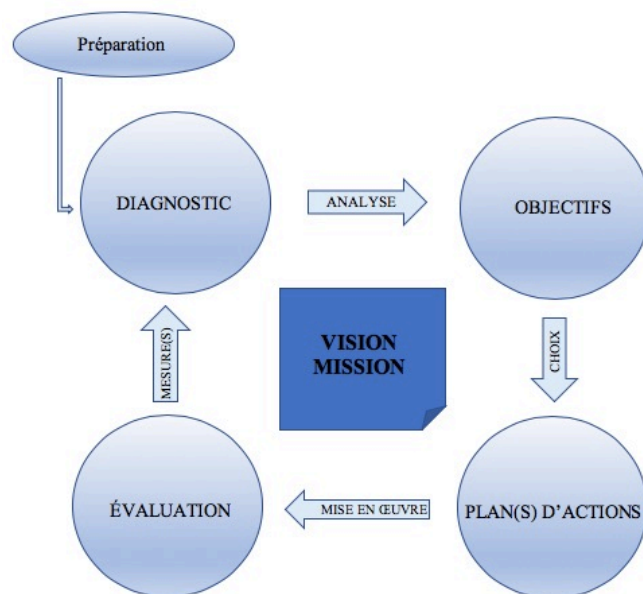 Préparation
DIAGNOSTIC
ANALYSE
OBJECTIFS
VISION
MISSION
MESURE(S)
CHOIX
ÉVALUATION
MISE EN ŒUVRE
PLAN(S) D'ACTIONS